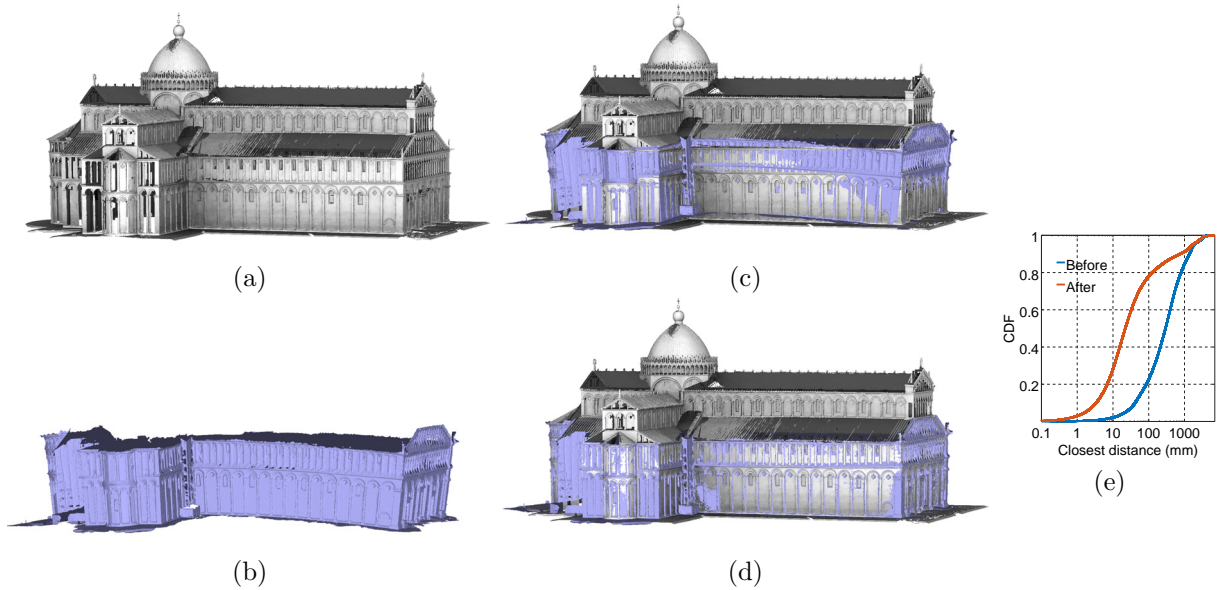 (a)
(c)
1
0.8
0.6
0.4
0.2
CDF
Before
After
0.1 1 10 100 1000
Closest distance (mm)
(e)
(b)
(d)